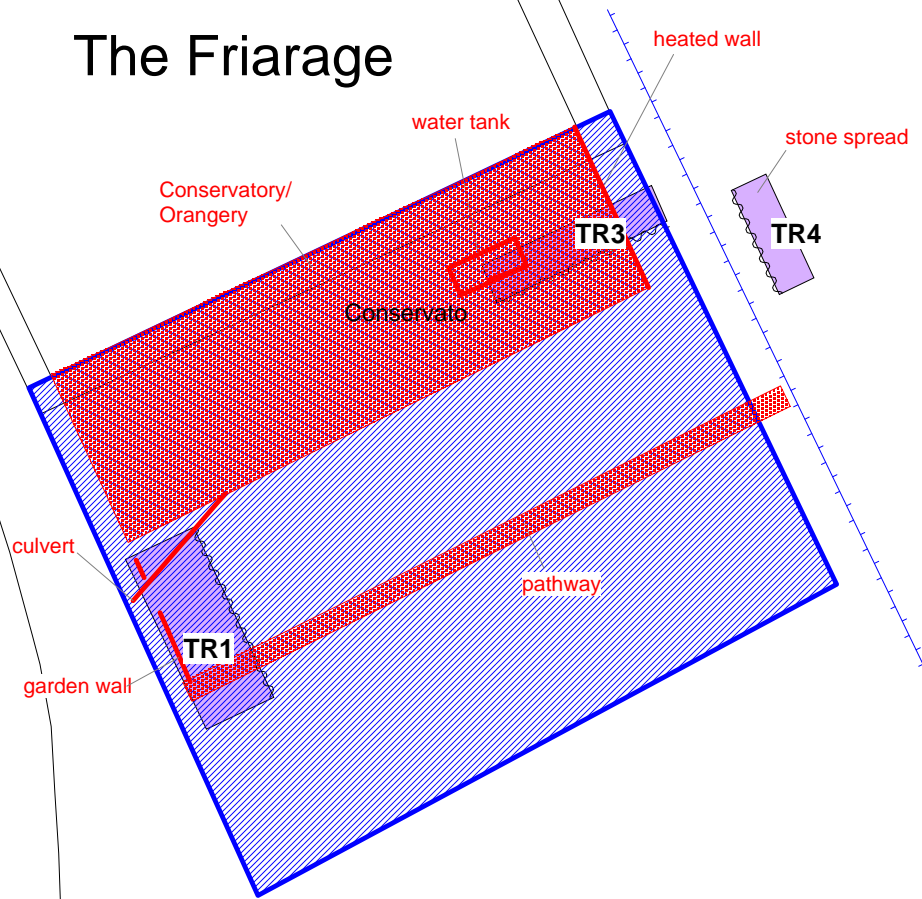 The Friarage
heated wall
water tank
stone spread
Conservatory/
Orangery
TR3
TR4
Conservato
culvert
pathway
TR1
garden wall